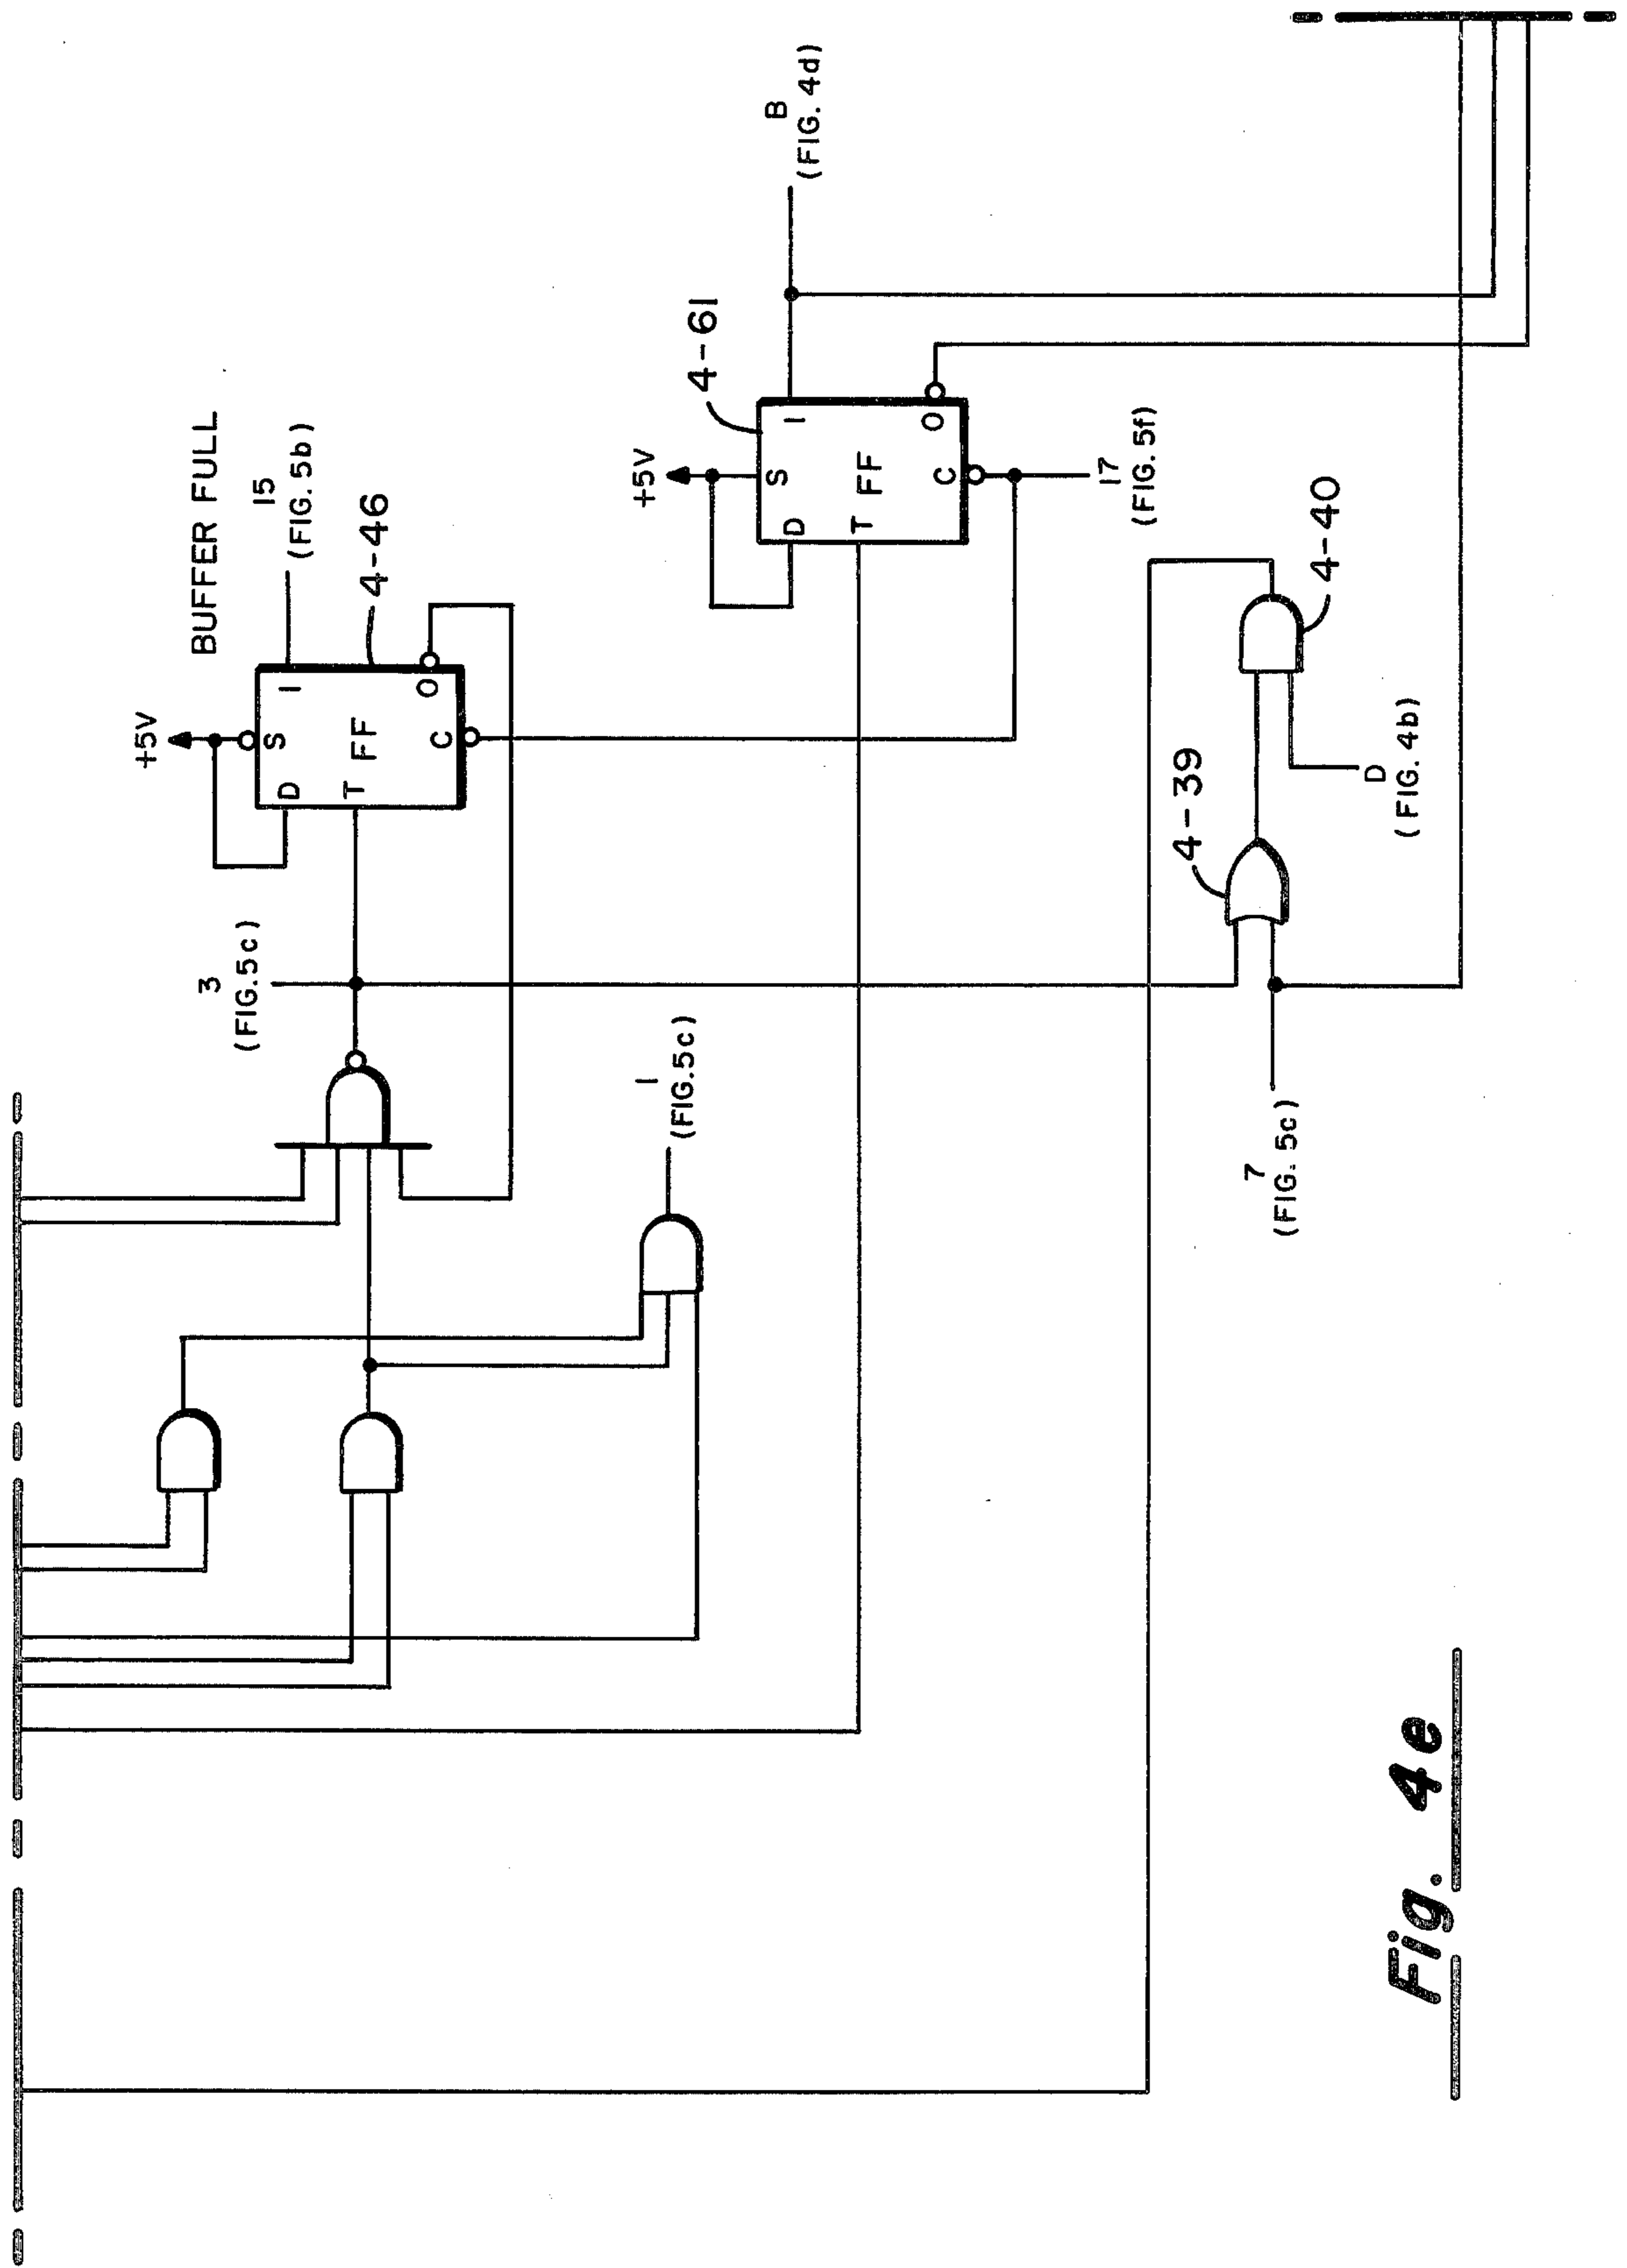 BUFFER FULL
15
(FIG. 5b)
+5V
4-46
D
S
I
T
FF
C
O
3
(FIG. 5c)
B
(FIG. 4d)
4-61
+5V
D
S
I
T
FF
C
O
17
(FIG. 5f)
1
(FIG. 5c)
4-39
4-40
D
(FIG. 4b)
7
(FIG. 5c)
Fig. 4e